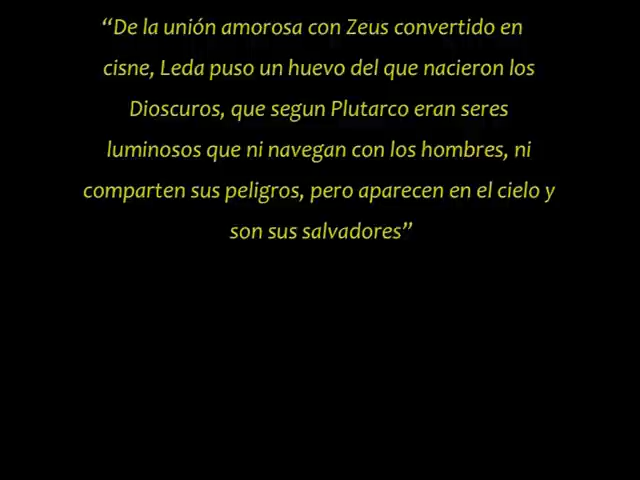 “De la unión amorosa con Zeus convertido en
cisne, Leda puso un huevo del que nacieron los
Dioscuros, que segun Plutarco eran seres
luminosos que ni navegan con los hombres, ni
comparten sus peligros, pero aparecen en el cielo y
son sus salvadores”